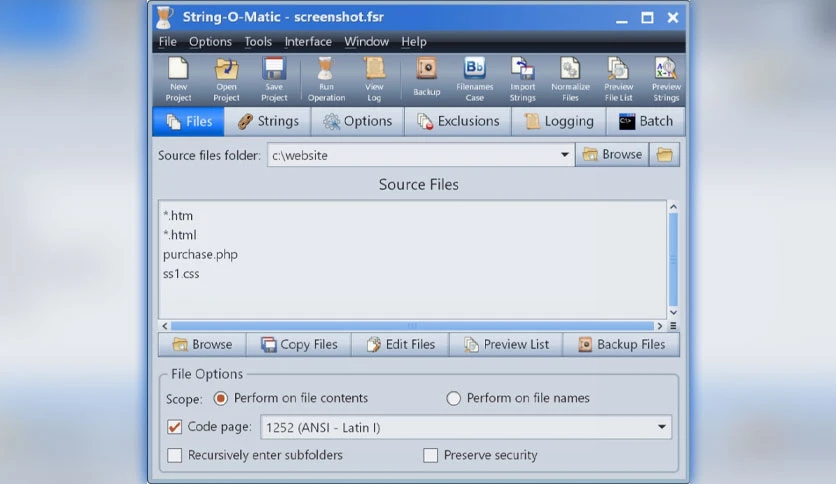 String-O-Matic - screenshot.fsr
File Options Tools Interface Window Help
New Project Open Project Save Project Run Operation View Log Backup Filenames Case Import Strings Normalize Files Preview File List Preview Strings
Files Strings Options Exclusions Logging Batch
Source files folder: c:\website Browse
Source Files
*.htm
*.html
purchase.php
ss1.css
Browse Copy Files Edit Files Preview List Backup Files
File Options
Scope: Perform on file contents Perform on file names
Code page: 1252 (ANSI - Latin I)
Recursively enter subfolders Preserve security